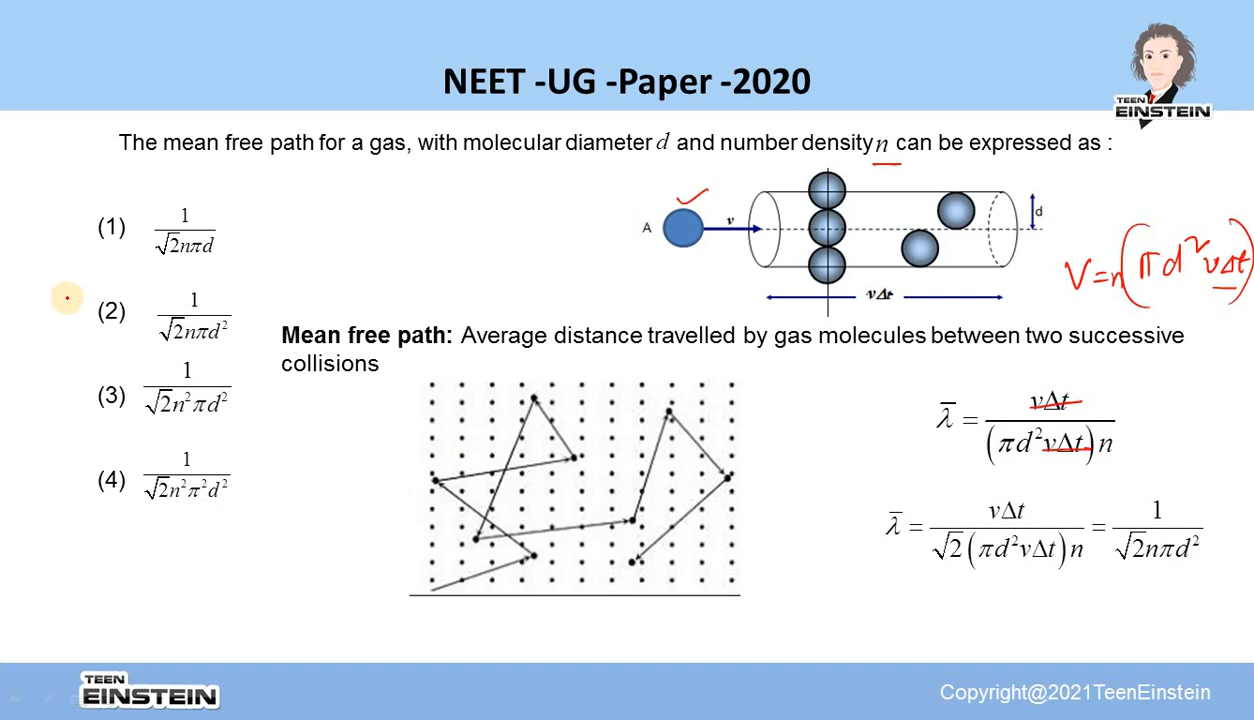 NEET -UG -Paper -2020
TEEN
EINSTEIN
The mean free path for a gas, with molecular diameter d and number density n can be expressed as :
(1) 1/(√2nπd)
(2) 1/(√2nπd²)
(3) 1/(√2n²πd²)
(4) 1/(√2n²π²d²)
A
v
d
vΔt
V=n(πd²vΔt)
Mean free path: Average distance travelled by gas molecules between two successive
collisions
λ̄ = vΔt/(πd²vΔt)n
λ̄ = vΔt/√2(πd²vΔt)n = 1/√2nπd²
TEEN
EINSTEIN
Copyright@2021TeenEinstein